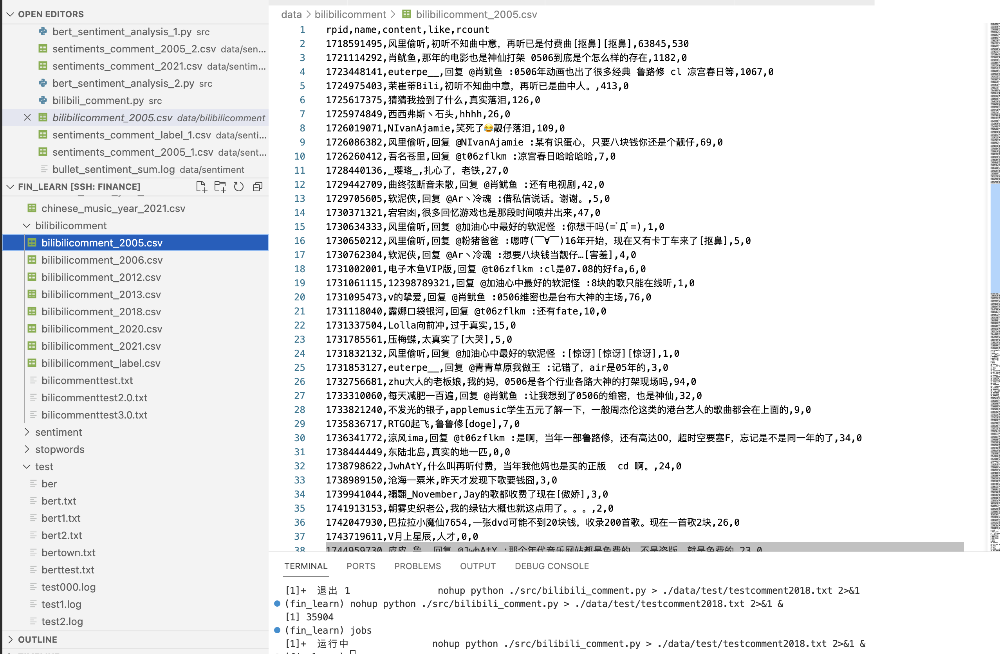 OPEN EDITORS
bert_sentiment_analysis_1.py src
sentiments_comment_2005_2.csv data/sen...
sentiments_comment_2021.csv data/sentim...
bert_sentiment_analysis_2.py src
bilibili_comment.py src
bilibilicomment_2005.csv data/bilibilicomment
sentiments_comment_label_1.csv data/senti...
sentiments_comment_2005_1.csv data/sent...
bullet_sentiment_sum.log data/sentiment
FIN_LEARN [SSH: FINANCE]
chinese_music_year_2021.csv
bilibilicomment
bilibilicomment_2005.csv
bilibilicomment_2006.csv
bilibilicomment_2012.csv
bilibilicomment_2013.csv
bilibilicomment_2018.csv
bilibilicomment_2020.csv
bilibilicomment_2021.csv
bilibilicomment_label.csv
bilicommenttest.txt
bilicommenttest2.0.txt
bilicommenttest3.0.txt
sentiment
stopwords
test
ber
bert.txt
bert1.txt
bert2.txt
bertown.txt
berttest.txt
test000.log
test1.log
test2.log
OUTLINE
data > bilibilicomment > bilibilicomment_2005.csv
1 rpid,name,content,like,rcount
2 1718591495,风里偷听,初听不知曲中意，再听已是付费曲[抠鼻][抠鼻],63845,530
3 1721114292,肖鱿鱼,那年的电影也是神仙打架 0506到底是个怎么样的存在,1182,0
4 1723448141,euterpe__,回复 @肖鱿鱼 :0506年动画也出了很多经典 鲁路修 cl 凉宫春日等,1067,0
5 1724975403,茉崔蒂Bili,初听不知曲中意，再听已是曲中人。,413,0
6 1725617375,猜猜我捡到了什么,真实落泪,126,0
7 1725974849,西西弗斯丶石头,hhhh,26,0
8 1726019071,NIvanAjamie,笑死了😂靓仔落泪,109,0
9 1726086382,风里偷听,回复 @NIvanAjamie :某有识蛋心，只要八块钱你还是个靓仔,69,0
10 1726260412,吾名苍里,回复 @t06zflkm :凉宫春日哈哈哈哈,7,0
11 1728440136,_璎珞_,扎心了，老铁,27,0
12 1729442709,曲终弦断音未散,回复 @肖鱿鱼 :还有电视剧,42,0
13 1729705605,软泥侠,回复 @Ar丶冷魂 :借私信说话。谢谢。,5,0
14 1730371321,宕宕凼,很多回忆游戏也是那段时间喷井出来,47,0
15 1730634333,风里偷听,回复 @加油心中最好的软泥怪 :你想干吗(=ﾟДﾟ=),1,0
16 1730650212,风里偷听,回复 @粉猪爸爸 :嗯哼(￣∀￣)16年开始，现在又有卡丁车来了[抠鼻],5,0
17 1730762304,软泥侠,回复 @Ar丶冷魂 :想要八块钱当靓仔…[害羞],4,0
18 1731002001,电子木鱼VIP版,回复 @t06zflkm :cl是07.08的好fa,6,0
19 1731061115,12398789321,回复 @加油心中最好的软泥怪 :8块的歌只能在线听,1,0
20 1731095473,v的挚爱,回复 @肖鱿鱼 :0506维密也是台布大神的主场,76,0
21 1731118040,露娜口袋银河,回复 @t06zflkm :还有fate,10,0
22 1731337504,Lolla向前冲,过于真实,15,0
23 1731785561,压梅蝶,太真实了[大哭],5,0
24 1731832132,风里偷听,回复 @加油心中最好的软泥怪 :[惊讶][惊讶][惊讶],1,0
25 1731853127,euterpe__,回复 @青青草原我做王 :记错了，air是05年的,3,0
26 1732756681,zhu大人的老板娘,我的妈，0506是各个行业各路大神的打架现场吗,94,0
27 1733310060,每天减肥一百遍,回复 @肖鱿鱼 :让我想到了0506的维密，也是神仙,32,0
28 1733821240,不发光的银子,applemusic学生五元了解一下，一般周杰伦这类的港台艺人的歌曲都会在上面的,9,0
29 1735836717,RTGO起飞,鲁鲁修[doge],7,0
30 1736341772,涼风ima,回复 @t06zflkm :是啊，当年一部鲁路修，还有高达OO，超时空要塞F，忘记是不是同一年的了,34,0
31 1738444449,东陆北岛,真实的地一匹,0,0
32 1738798622,JwhAtY,什么叫再听付费，当年我他妈也是买的正版  cd 啊。,24,0
33 1738989150,沧海一粟米,昨天才发现下歌要钱囧,3,0
34 1739941044,禤翾_November,Jay的歌都收费了现在[傲娇],3,0
35 1741913153,朝雾史织老公,我的绿钻大概也就这点用了。。。,2,0
36 1742047930,巴拉拉小魔仙7654,一张dvd可能不到20块钱，收录200首歌。现在一首歌2块,26,0
37 1743719611,V月上星辰,人才,0,0
38 1744959730,皮皮_鲁__,回复 @JwhAtY :那个年代音乐网站都是免费的，不是盗版，就是免费的,23,0
TERMINAL PORTS PROBLEMS OUTPUT DEBUG CONSOLE
[1]+  退出 1                nohup python ./src/bilibili_comment.py > ./data/test/testcomment2018.txt 2>&1
(fin_learn) nohup python ./src/bilibili_comment.py > ./data/test/testcomment2018.txt 2>&1 &
[1] 35904
(fin_learn) jobs
[1]+  运行中               nohup python ./src/bilibili_comment.py > ./data/test/testcomment2018.txt 2>&1 &